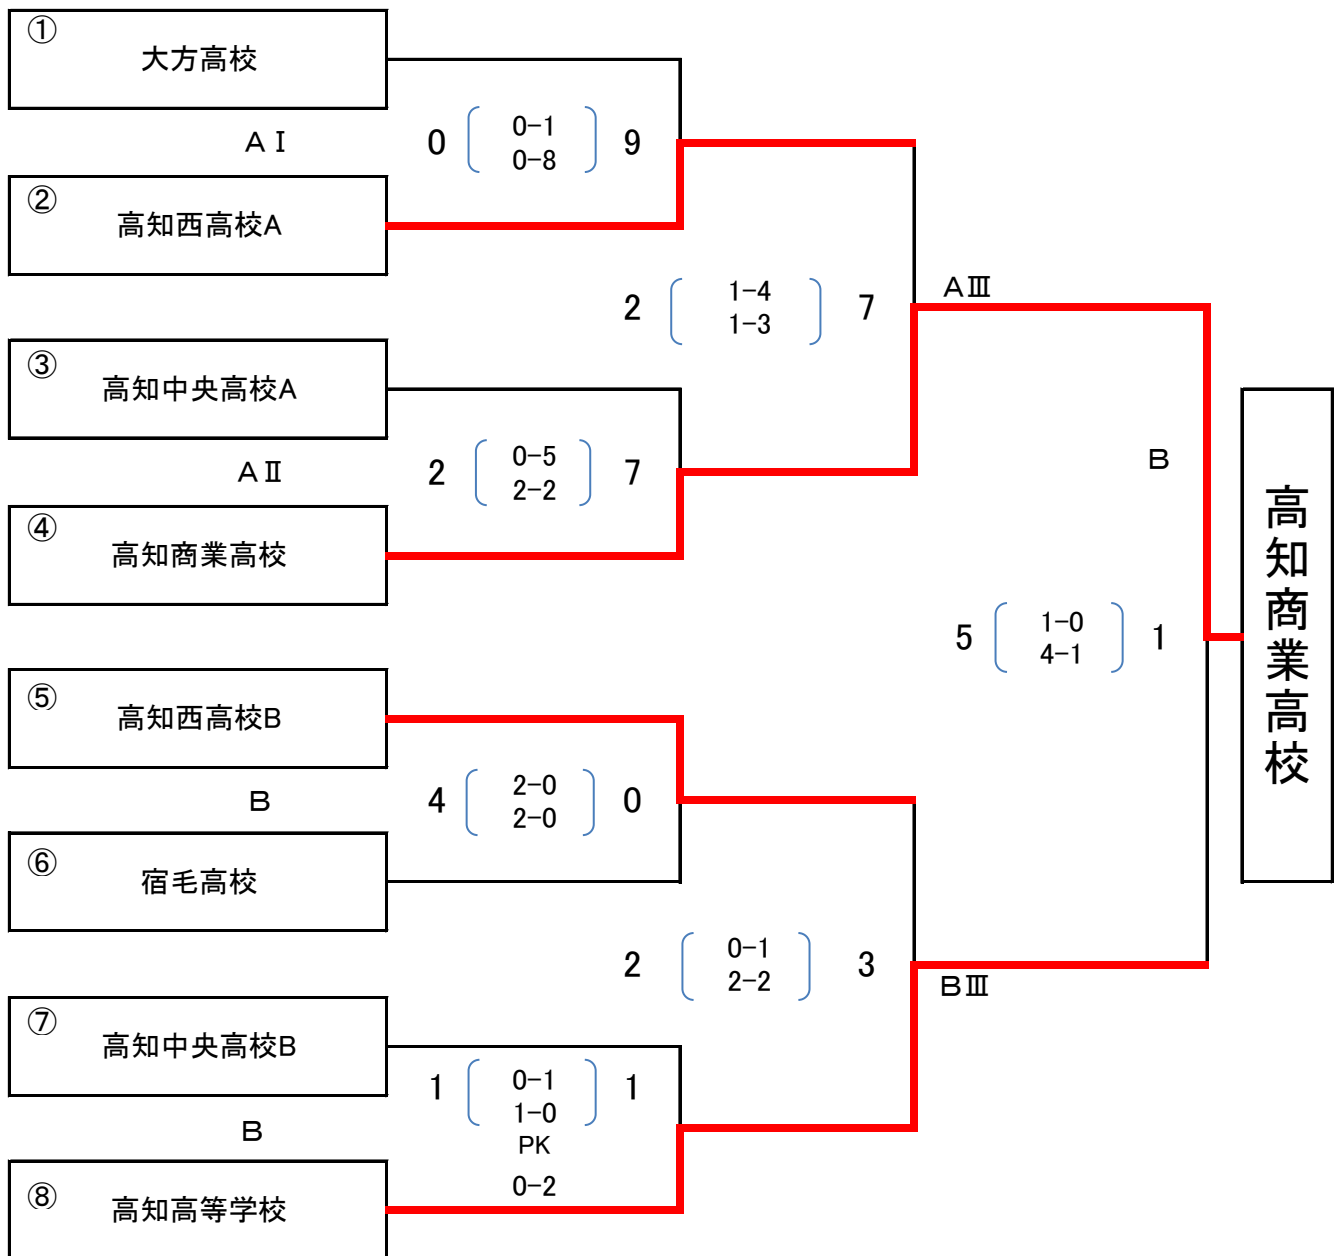 ①
大方高校
AⅠ
0 0-1 9
0-8
②
高知西高校A
2 1-4 7
1-3
AⅢ
③
高知中央高校A
AⅡ
2 0-5 7
2-2
④
高知商業高校
B
5 1-0 1
4-1
高知商業高校
⑤
高知西高校B
B
4 2-0 0
2-0
⑥
宿毛高校
2 0-1 3
2-2
BⅢ
⑦
高知中央高校B
B
1 0-1 1
1-0
PK
0-2
⑧
高知高等学校